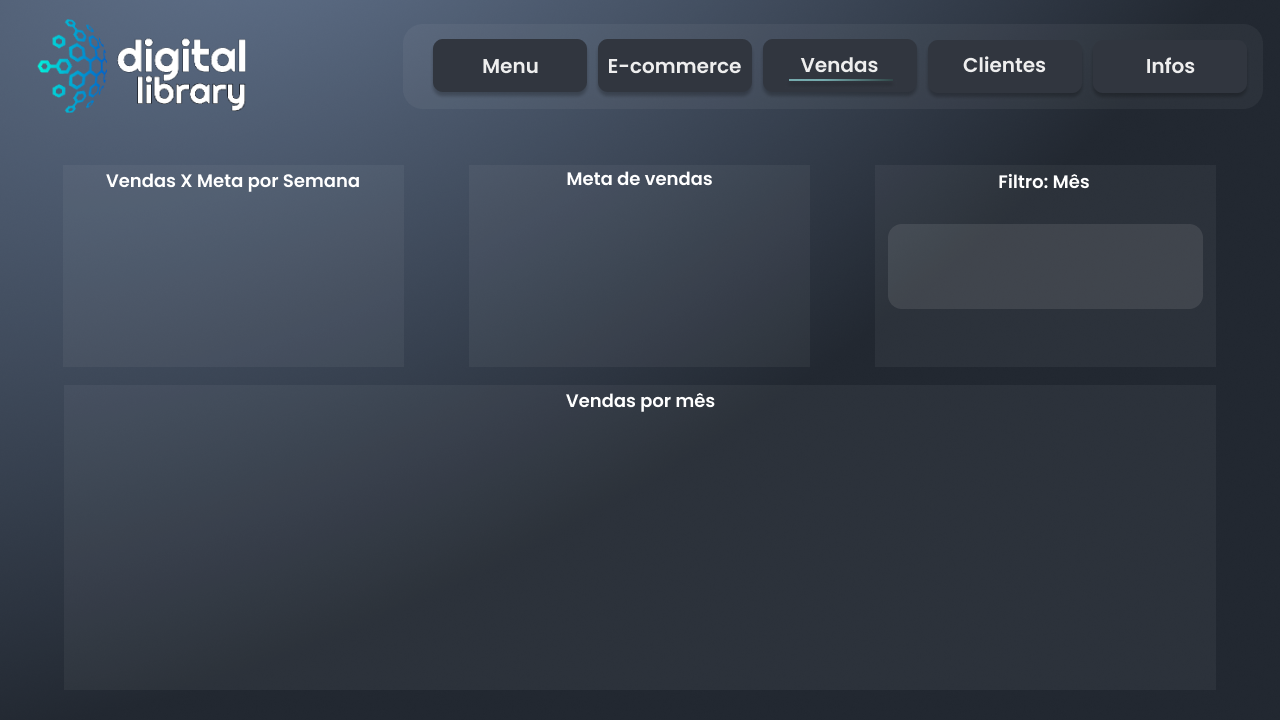 digital
library
Menu
E-commerce
Vendas
Clientes
Infos
Vendas X Meta por Semana
Meta de vendas
Filtro: Mês
Vendas por mês